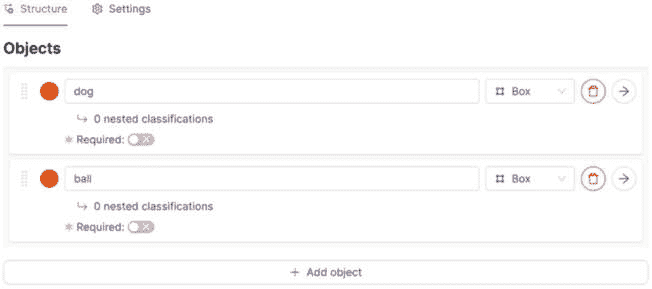 Structure Settings
Objects
dog Box
0 nested classifications
* Required:
ball Box
0 nested classifications
* Required:
+ Add object